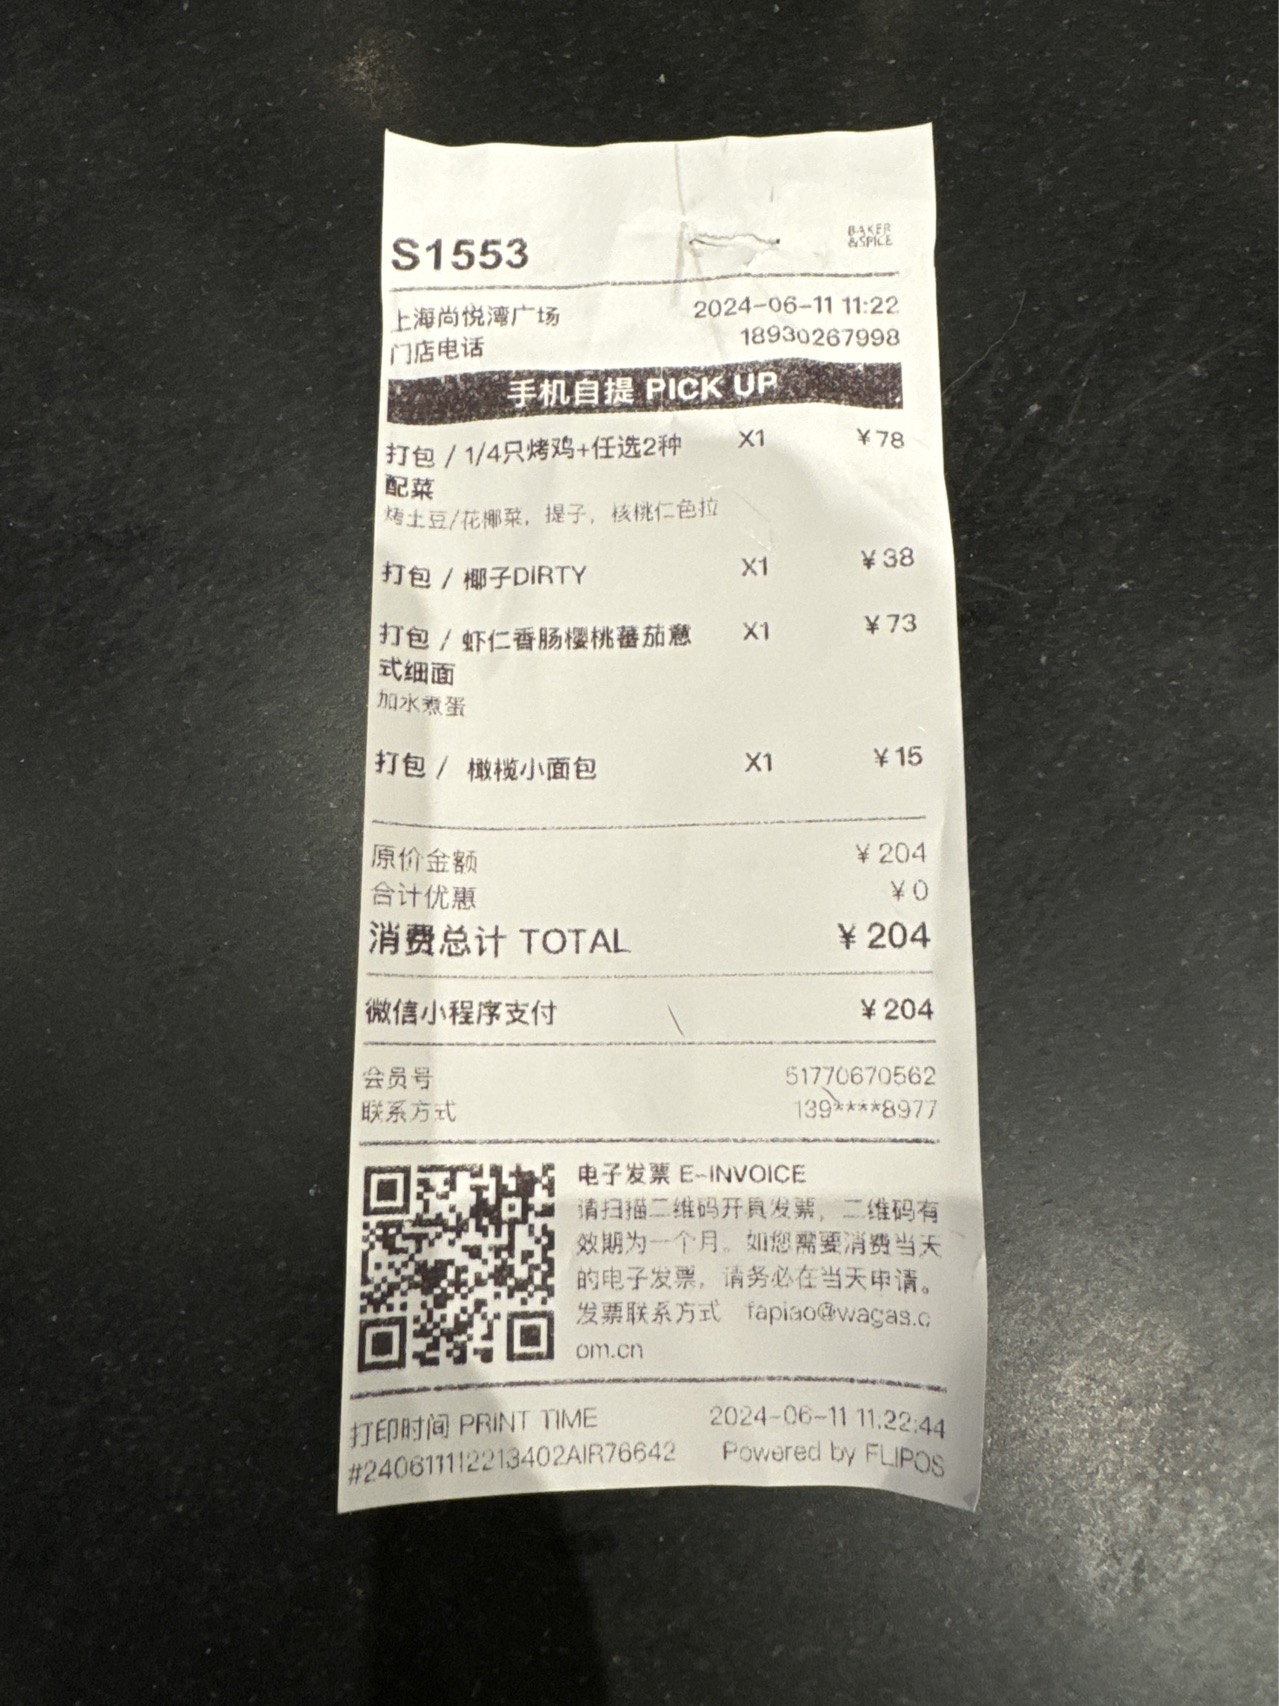 S1553
BAKER
&SPICE
上海尚悦湾广场 2024-06-11 11:22
门店电话 18930267998
手机自提 PICK UP
打包 / 1/4只烤鸡+任选2种 X1 ¥78
配菜
烤土豆/花椰菜，提子，核桃仁色拉
打包 / 椰子DIRTY X1 ¥38
打包 / 虾仁香肠樱桃蕃茄意 X1 ¥73
式细面
加水煮蛋
打包 / 橄榄小面包 X1 ¥15
原价金额 ¥204
合计优惠 ¥0
消费总计 TOTAL ¥204
微信小程序支付 ¥204
会员号 51770670562
联系方式 139****8977
电子发票 E-INVOICE
请扫描二维码开具发票，二维码有
效期为一个月。如您需要消费当天
的电子发票，请务必在当天申请。
发票联系方式 fapiao@wagas.c
om.cn
打印时间 PRINT TIME 2024-06-11 11:22:44
#240611112213402AIR76642 Powered by FLIPOS